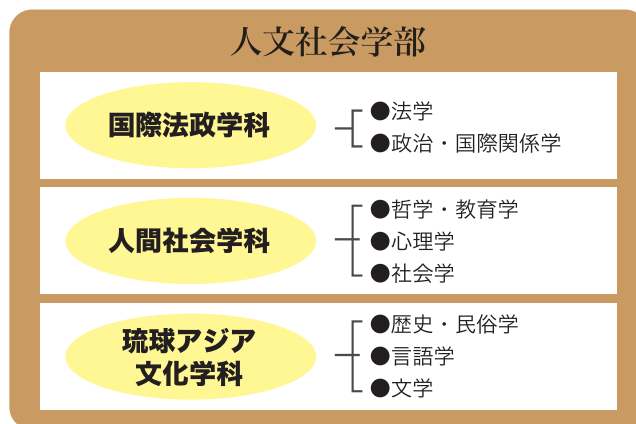 人文社会学部
国際法政学科
●法学
●政治・国際関係学
人間社会学科
●哲学・教育学
●心理学
●社会学
琉球アジア
文化学科
●歴史・民俗学
●言語学
●文学